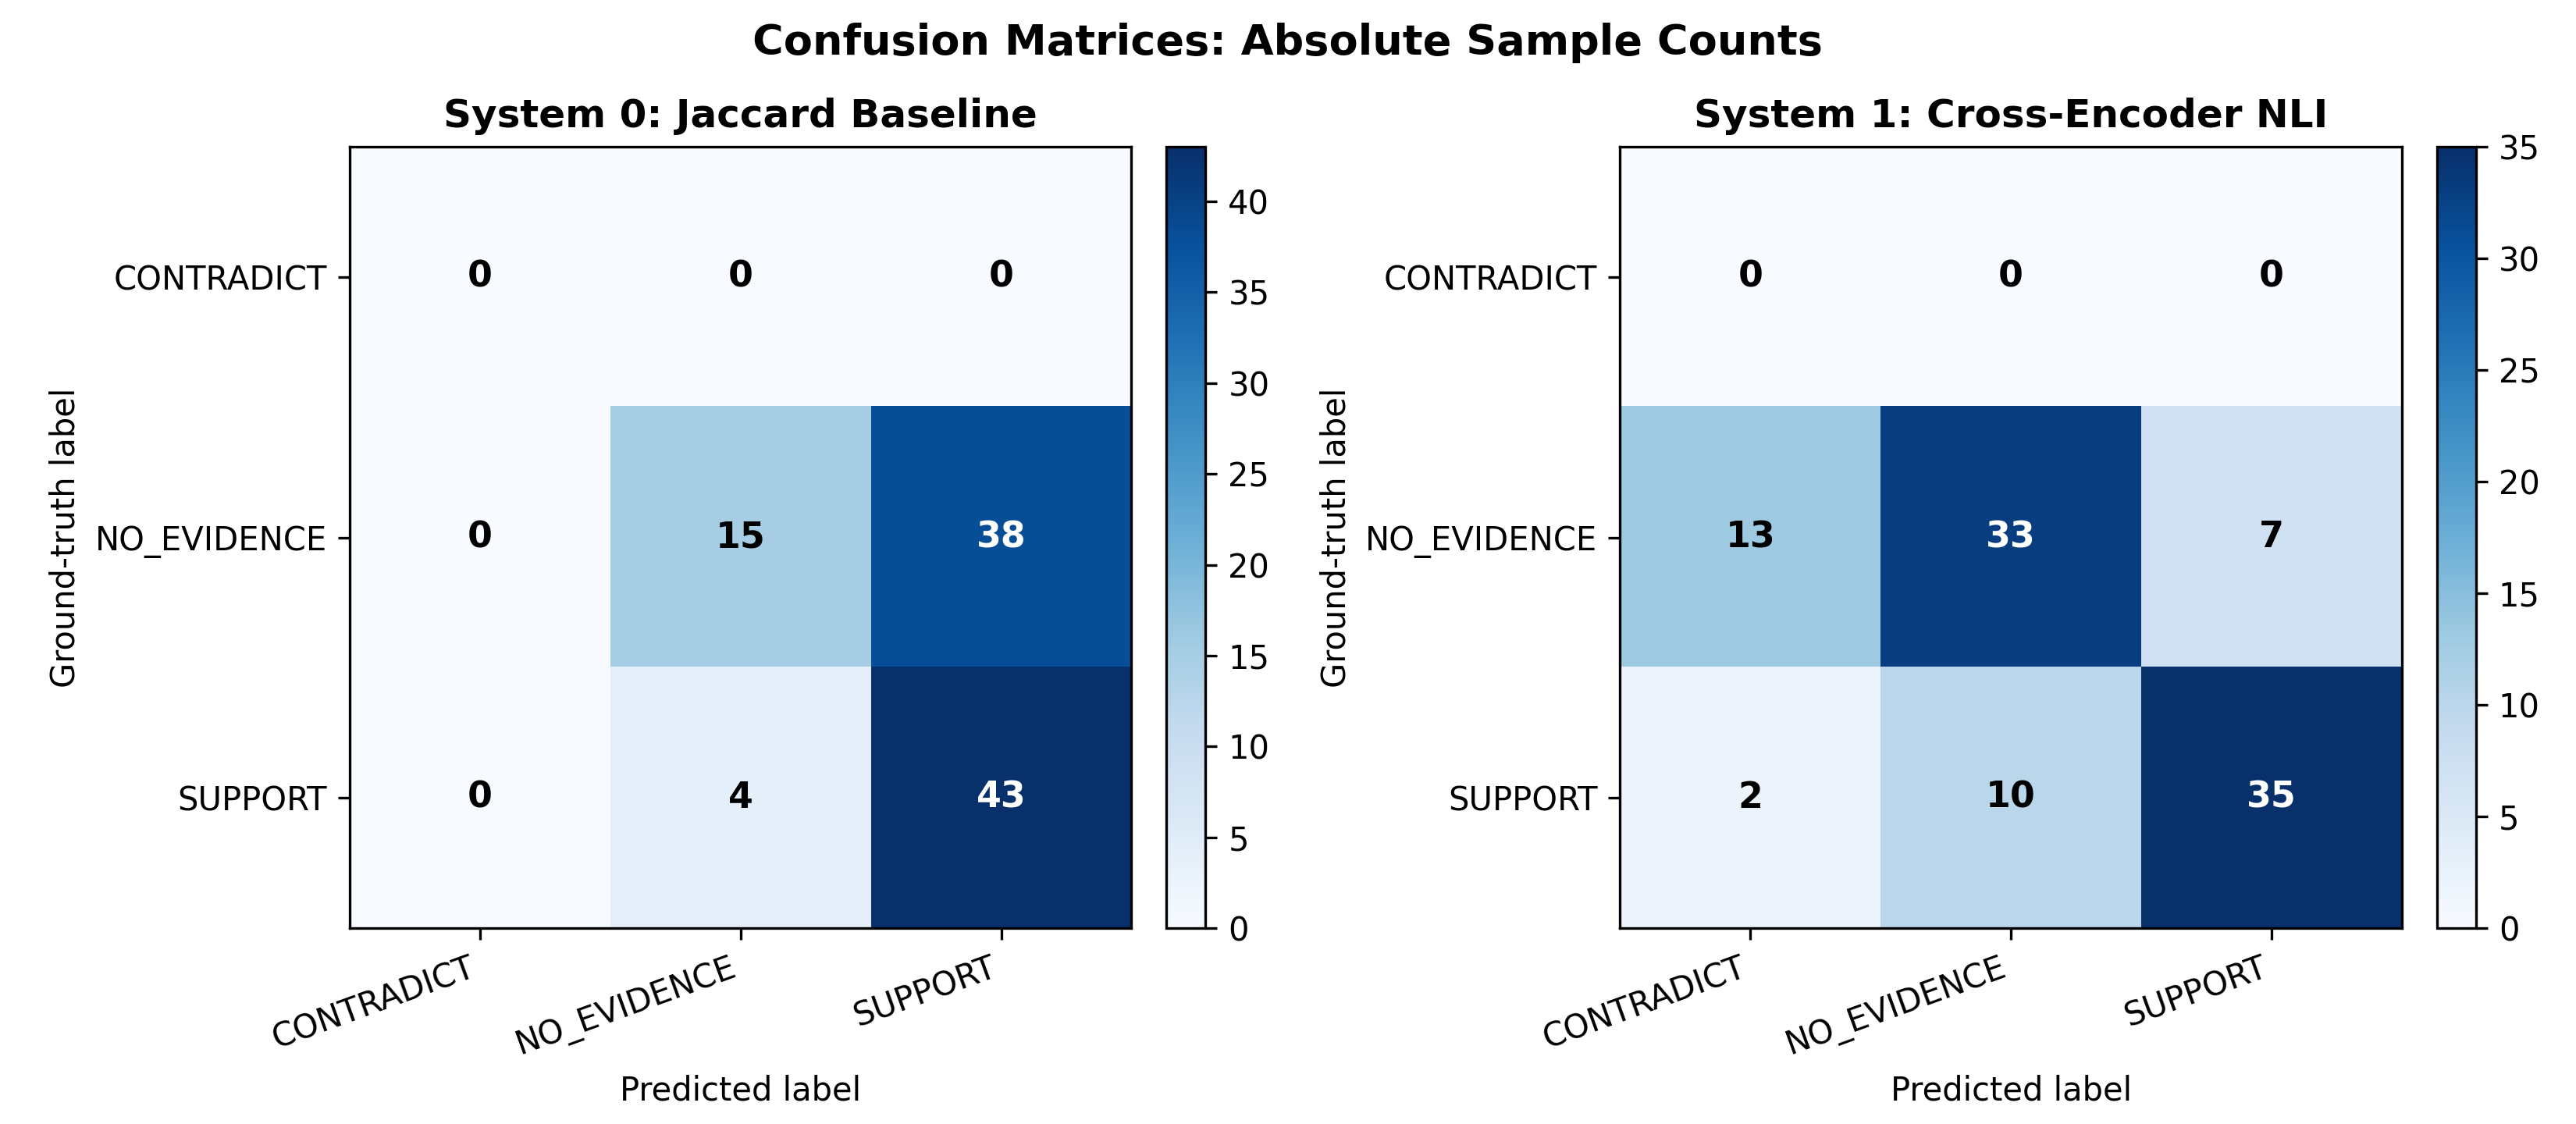 Confusion Matrices: Absolute Sample Counts
System 0: Jaccard Baseline
Ground-truth label
CONTRADICT
0 0 0
NO_EVIDENCE
0 15 38
SUPPORT
0 4 43
CONTRADICT
NO_EVIDENCE
SUPPORT
Predicted label
40
35
30
25
20
15
10
5
0
System 1: Cross-Encoder NLI
Ground-truth label
CONTRADICT
0 0 0
NO_EVIDENCE
13 33 7
SUPPORT
2 10 35
CONTRADICT
NO_EVIDENCE
SUPPORT
Predicted label
35
30
25
20
15
10
5
0